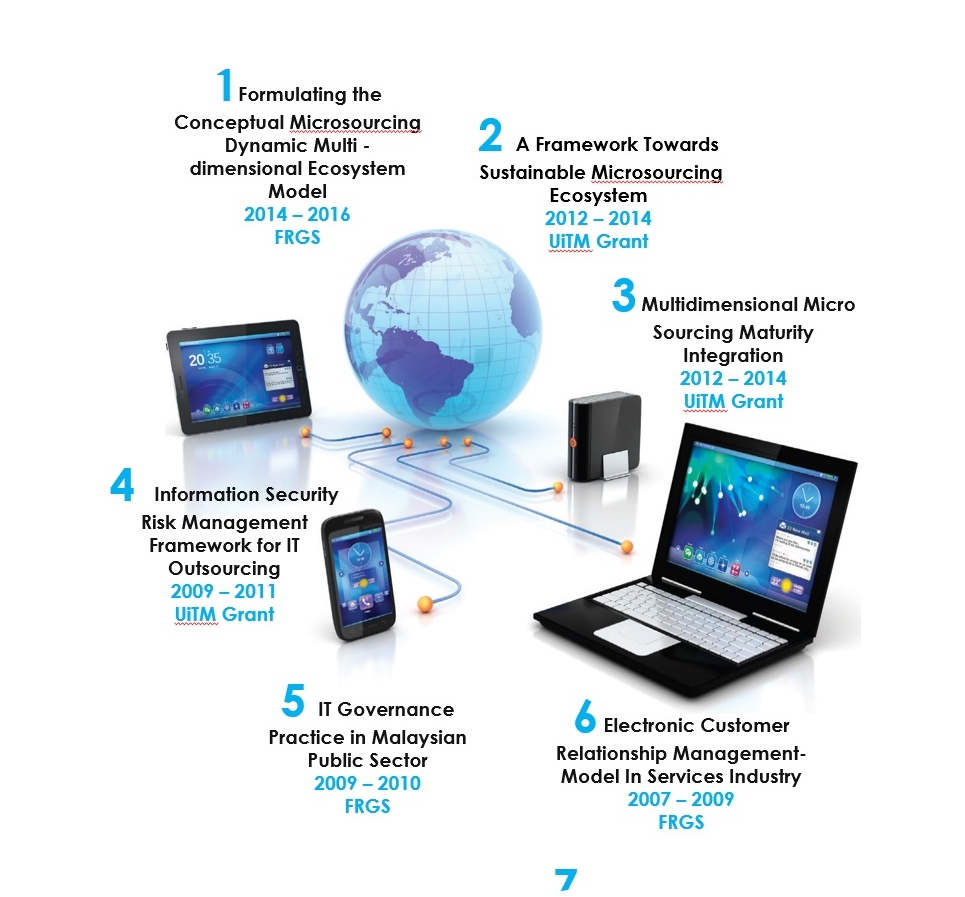 1 Formulating the
Conceptual Microsourcing
Dynamic Multi -
dimensional Ecosystem
Model
2014 – 2016
FRGS
2 A Framework Towards
Sustainable Microsourcing
Ecosystem
2012 – 2014
UiTM Grant
3 Multidimensional Micro
Sourcing Maturity
Integration
2012 – 2014
UiTM Grant
20 35
4 Information Security
Risk Management
Framework for IT
Outsourcing
2009 – 2011
UiTM Grant
5 IT Governance
Practice in Malaysian
Public Sector
2009 – 2010
FRGS
6 Electronic Customer
Relationship Management-
Model In Services Industry
2007 – 2009
FRGS
7